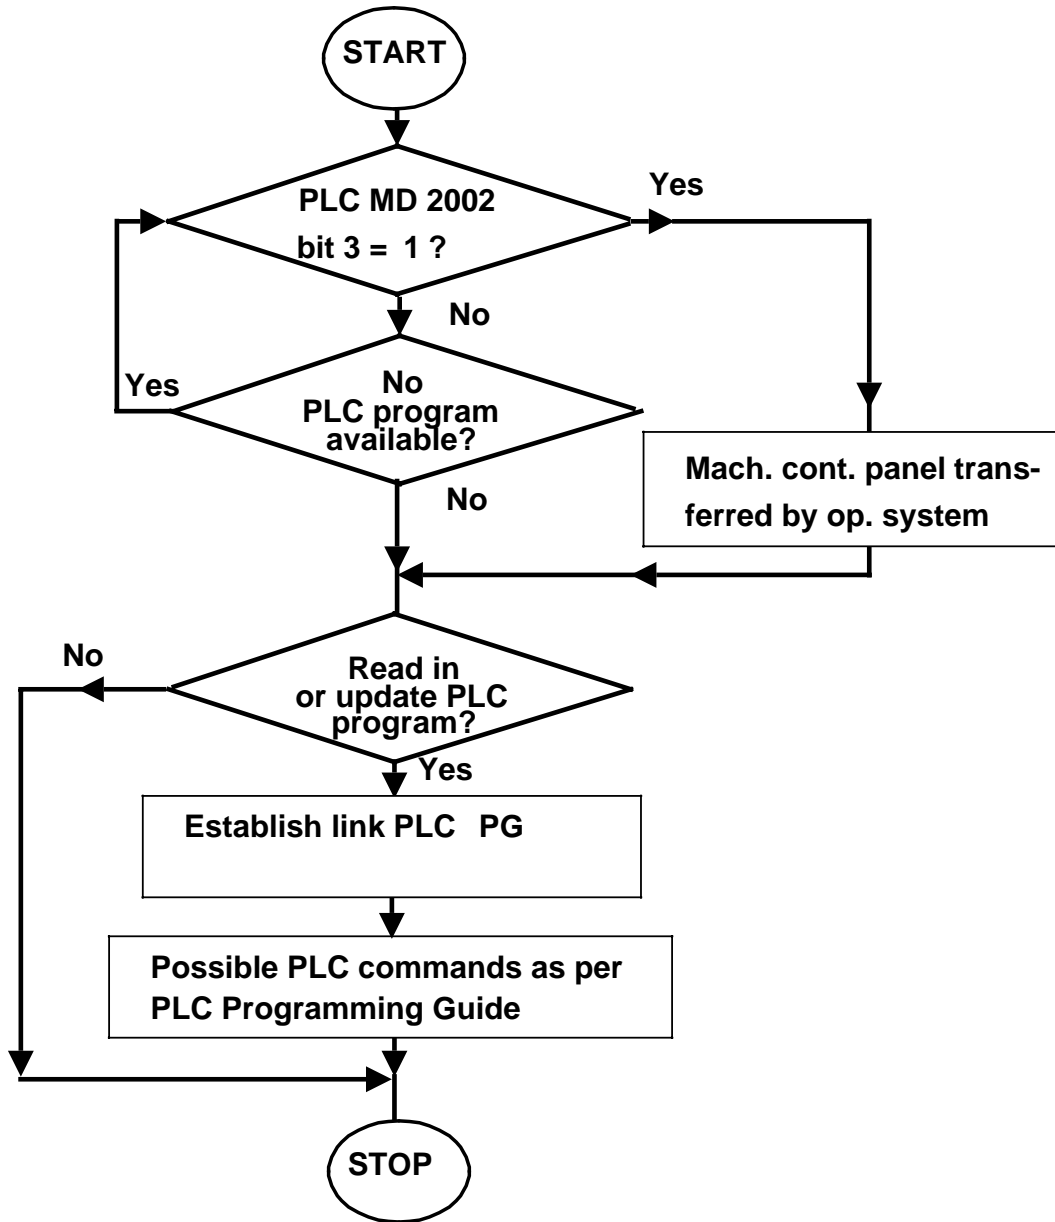 START
PLC MD 2002
bit 3 = 1 ?
Yes
No
Yes
No
PLC program
available?
No
Mach. cont. panel trans-
ferred by op. system
No
Read in
or update PLC
program?
Yes
Establish link PLC PG
Possible PLC commands as per
PLC Programming Guide
STOP